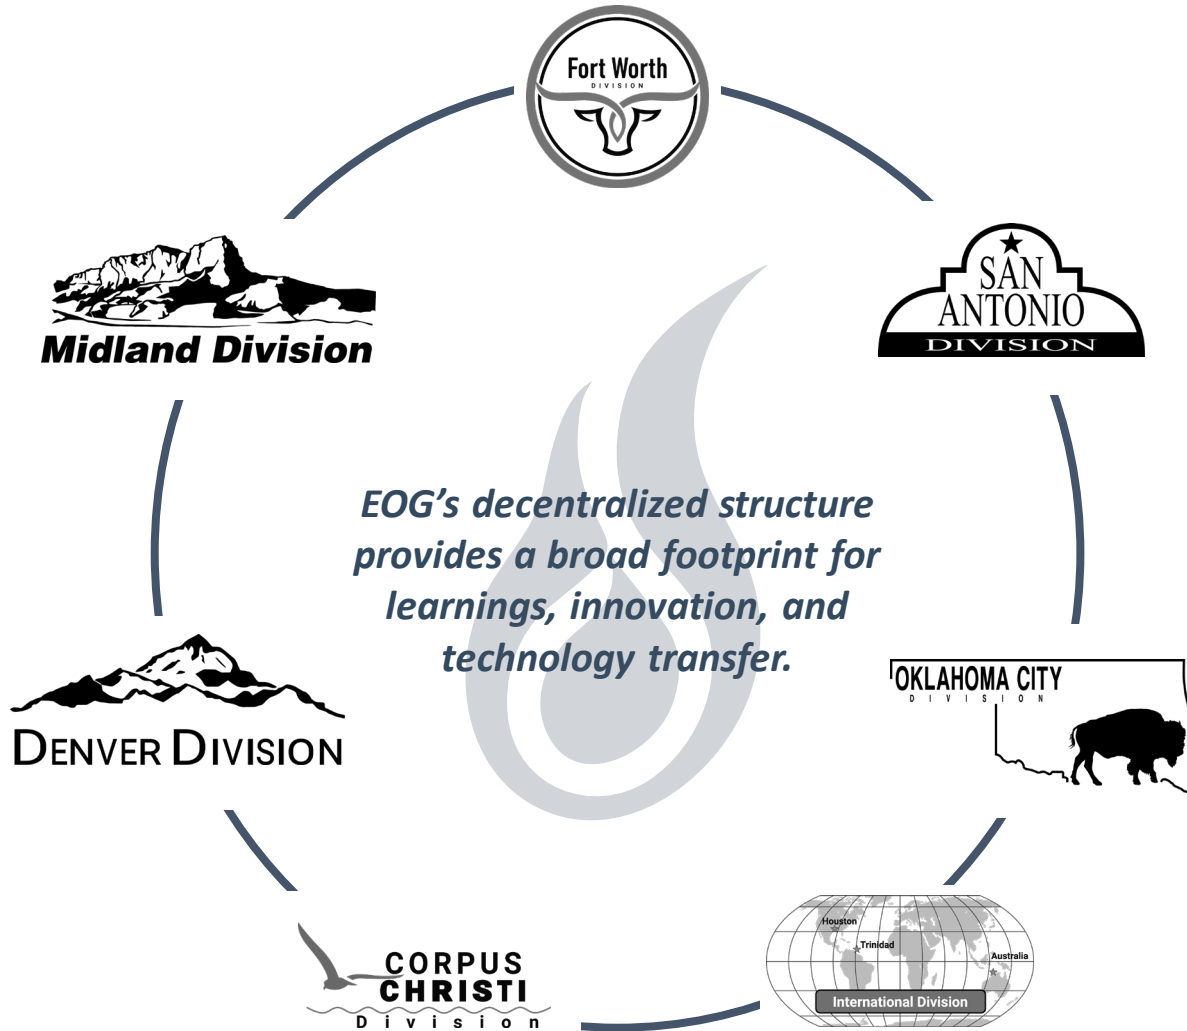 Fort Worth
DIVISION
Midland Division
SAN
ANTONIO
DIVISION
EOG’s decentralized structure
provides a broad footprint for
learnings, innovation, and
technology transfer.
DENVER DIVISION
OKLAHOMA CITY
DIVISION
CORPUS
CHRISTI
Division
Houston
Trinidad
Australia
International Division